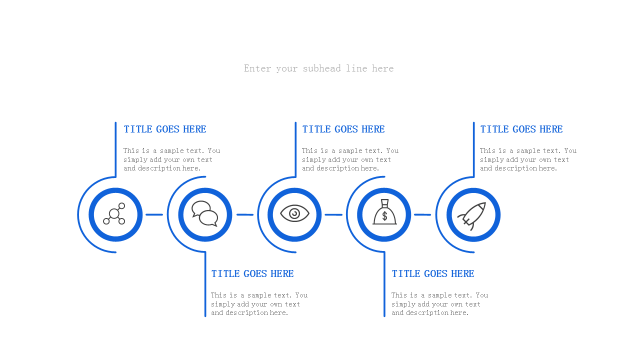 Enter your subhead line here
TITLE GOES HERE
This is a sample text. You
simply add your own text
and description here.
TITLE GOES HERE
This is a sample text. You
simply add your own text
and description here.
TITLE GOES HERE
This is a sample text. You
simply add your own text
and description here.
$
TITLE GOES HERE
This is a sample text. You
simply add your own text
and description here.
TITLE GOES HERE
This is a sample text. You
simply add your own text
and description here.